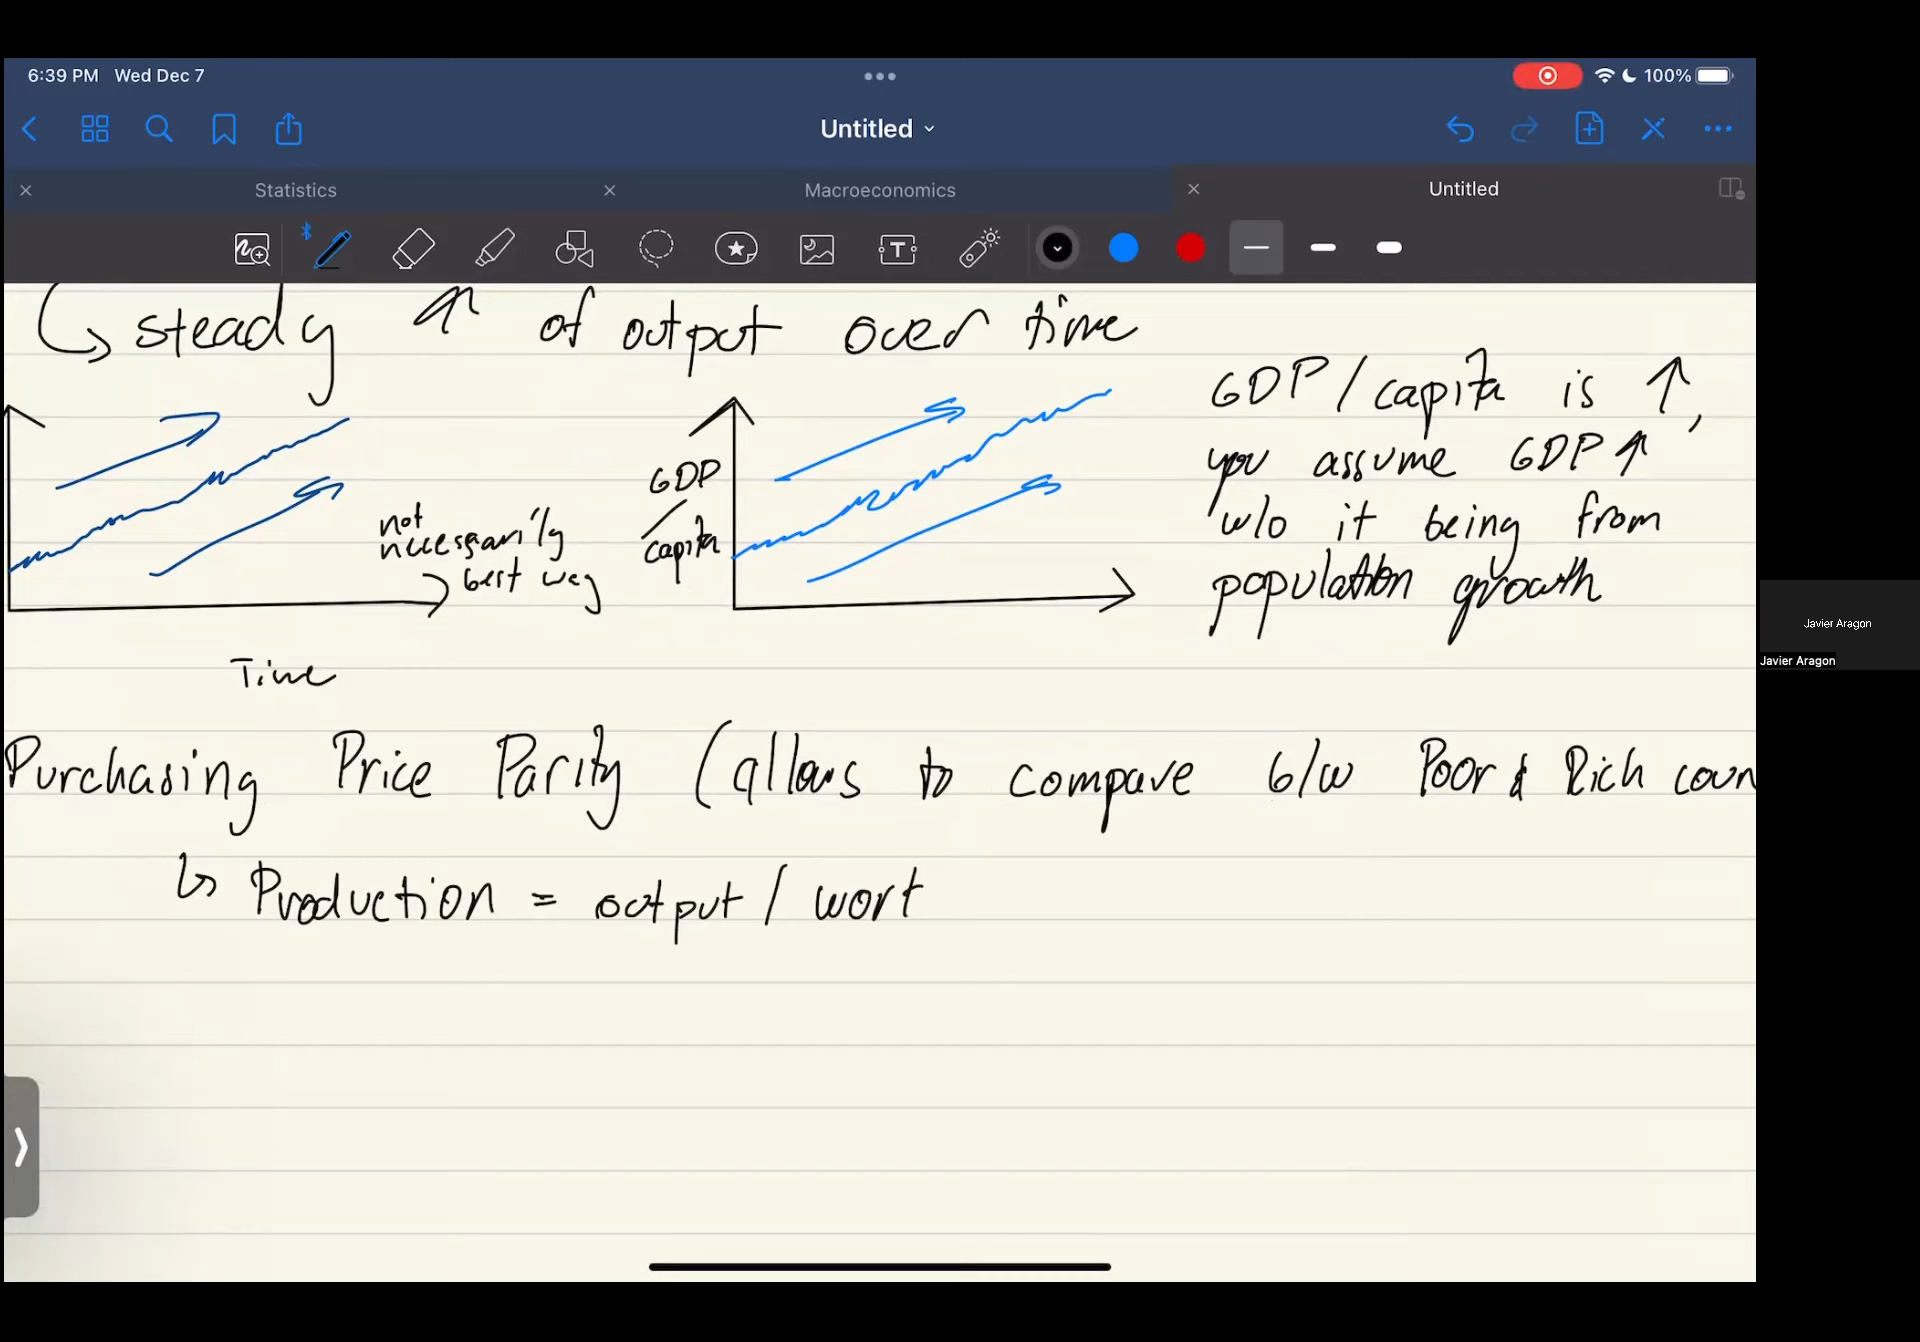 6:39 PM Wed Dec 7
100%
Untitled
Statistics
Macroeconomics
Untitled
T
↳ steady ↑ of output over time
GDP / capita is ↑,
you assume GDP ↑
w/o it being from
population growth
not
necessarily
best way
GDP
/
capita
Time
Purchasing Price Parity (allows to compare b/w Poor & Rich coun
↳ Production = output / wort
Javier Aragon
Javier Aragon